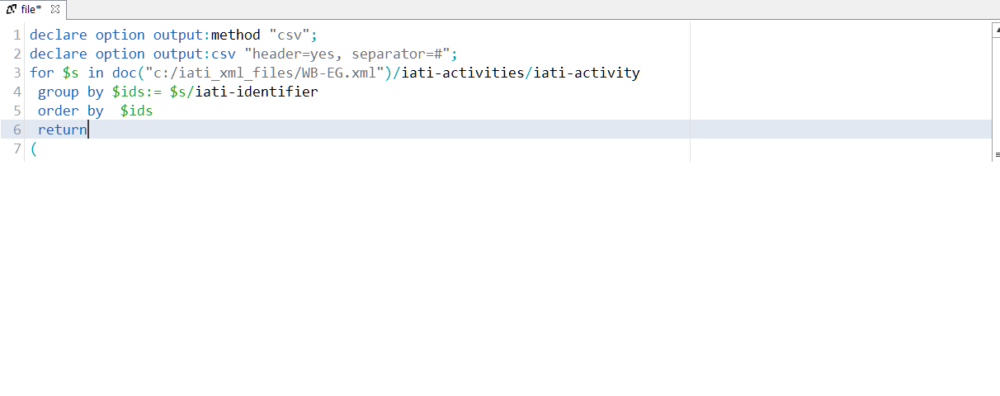 file*
1 declare option output:method "csv";
2 declare option output:csv "header=yes, separator=#";
3 for $s in doc("c:/iati_xml_files/WB-EG.xml")/iati-activities/iati-activity
4 group by $ids:= $s/iati-identifier
5 order by  $ids
6 return
7 (